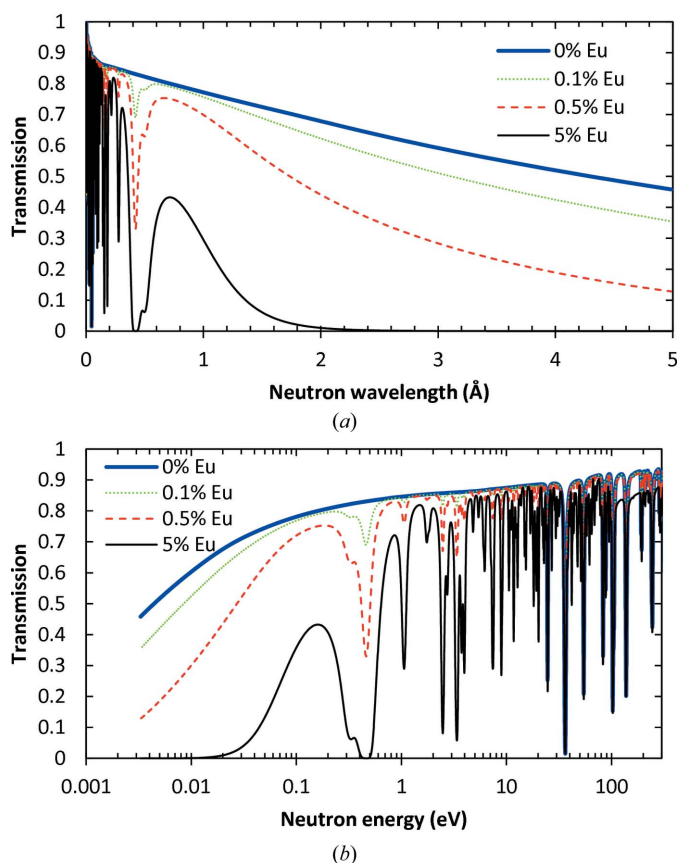 1
0.9
0.8
0.7
0.6
0.5
0.4
0.3
0.2
0.1
0
Transmission
0% Eu
0.1% Eu
0.5% Eu
5% Eu
0 1 2 3 4 5
Neutron wavelength (Å)
(a)
1
0.9
0.8
0.7
0.6
0.5
0.4
0.3
0.2
0.1
0
Transmission
0% Eu
0.1% Eu
0.5% Eu
5% Eu
0.001 0.01 0.1 1 10 100
Neutron energy (eV)
(b)